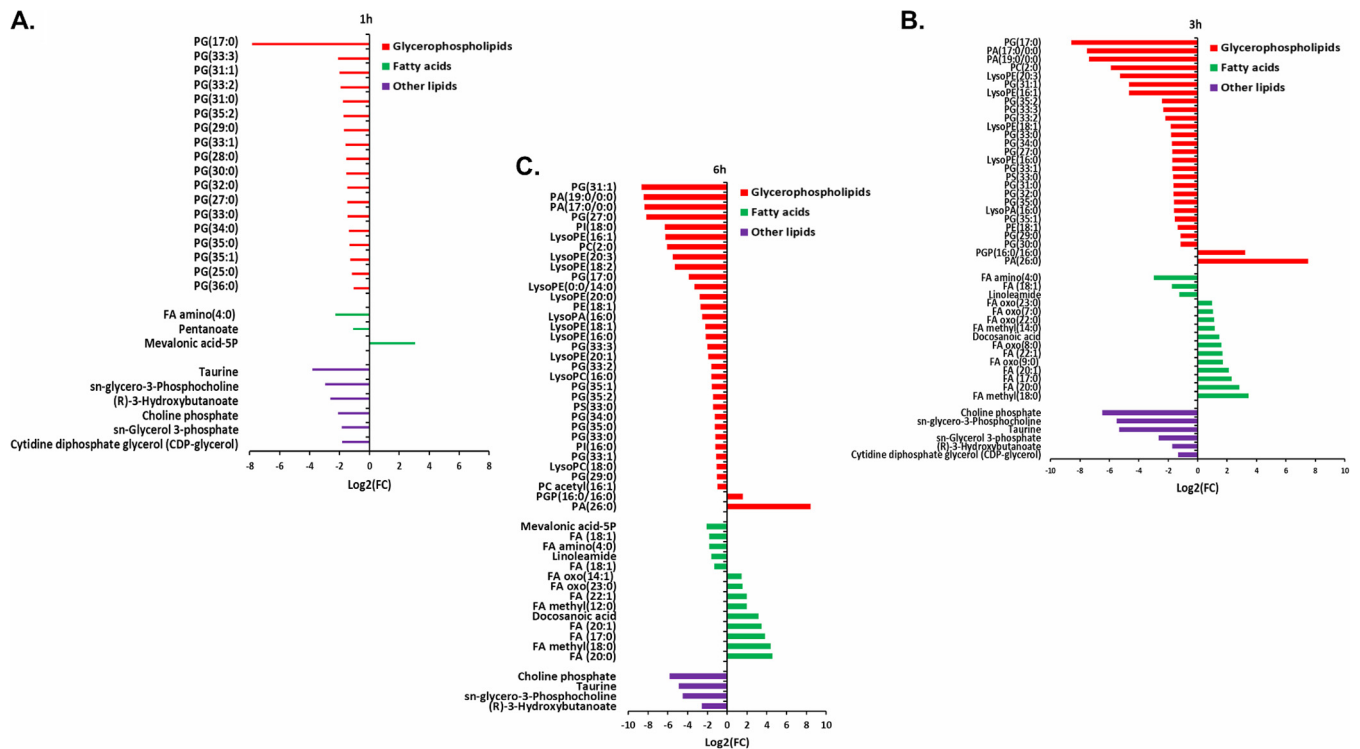 A.
1h
PG(17:0)
PG(33:3)
PG(31:1)
PG(33:2)
PG(31:0)
PG(35:2)
PG(29:0)
PG(33:1)
PG(28:0)
PG(30:0)
PG(32:0)
PG(27:0)
PG(33:0)
PG(34:0)
PG(35:0)
PG(35:1)
PG(25:0)
PG(36:0)
FA amino(4:0)
Pentanoate
Mevalonic acid-5P
Taurine
sn-glycero-3-Phosphocholine
(R)-3-Hydroxybutanoate
Choline phosphate
sn-Glycerol 3-phosphate
Cytidine diphosphate glycerol (CDP-glycerol)
Glycerophospholipids
Fatty acids
Other lipids
-8 -6 -4 -2 0 2 4 6 8
Log2(FC)
B.
3h
PG(17:0)
PA(17:0/0:0)
PA(19:0/0:0)
PC(2:0)
LysoPE(20:3)
PG(31:1)
LysoPE(16:1)
PG(35:2)
PG(33:3)
PG(33:2)
LysoPE(18:1)
PG(33:0)
PG(34:0)
PG(27:0)
LysoPE(16:0)
PG(33:1)
PS(33:0)
PG(31:0)
PG(32:0)
PG(35:0)
LysoPA(16:0)
PG(35:1)
PE(18:1)
PG(29:0)
PG(30:0)
PGP(16:0/16:0)
PA(26:0)
FA amino(4:0)
FA (18:1)
Linoleamide
FA oxo(23:0)
FA oxo(7:0)
FA oxo(22:0)
FA methyl(14:0)
Docosanoic acid
FA oxo(8:0)
FA (22:1)
FA oxo(9:0)
FA (20:1)
FA (17:0)
FA (20:0)
FA methyl(18:0)
Choline phosphate
sn-glycero-3-Phosphocholine
Taurine
sn-Glycerol 3-phosphate
(R)-3-Hydroxybutanoate
Cytidine diphosphate glycerol (CDP-glycerol)
Glycerophospholipids
Fatty acids
Other lipids
-10 -8 -6 -4 -2 0 2 4 6 8 10
Log2(FC)
C.
6h
PG(31:1)
PA(19:0/0:0)
PA(17:0/0:0)
PG(27:0)
PI(18:0)
LysoPE(16:1)
PC(2:0)
LysoPE(20:3)
LysoPE(18:2)
PG(17:0)
LysoPE(0:0/14:0)
LysoPE(20:0)
PE(18:1)
LysoPA(16:0)
LysoPE(18:1)
LysoPE(16:0)
PG(33:3)
LysoPE(20:1)
PG(33:2)
LysoPC(16:0)
PG(35:1)
PG(35:2)
PS(33:0)
PG(34:0)
PG(35:0)
PG(33:0)
PI(16:0)
PG(33:1)
LysoPC(18:0)
PG(29:0)
PC acetyl(16:1)
PGP(16:0/16:0)
PA(26:0)
Mevalonic acid-5P
FA (18:1)
FA amino(4:0)
Linoleamide
FA (18:1)
FA oxo(14:1)
FA oxo(23:0)
FA (22:1)
FA methyl(12:0)
Docosanoic acid
FA (20:1)
FA (17:0)
FA methyl(18:0)
FA (20:0)
Choline phosphate
Taurine
sn-glycero-3-Phosphocholine
(R)-3-Hydroxybutanoate
Glycerophospholipids
Fatty acids
Other lipids
-10 -8 -6 -4 -2 0 2 4 6 8 10
Log2(FC)